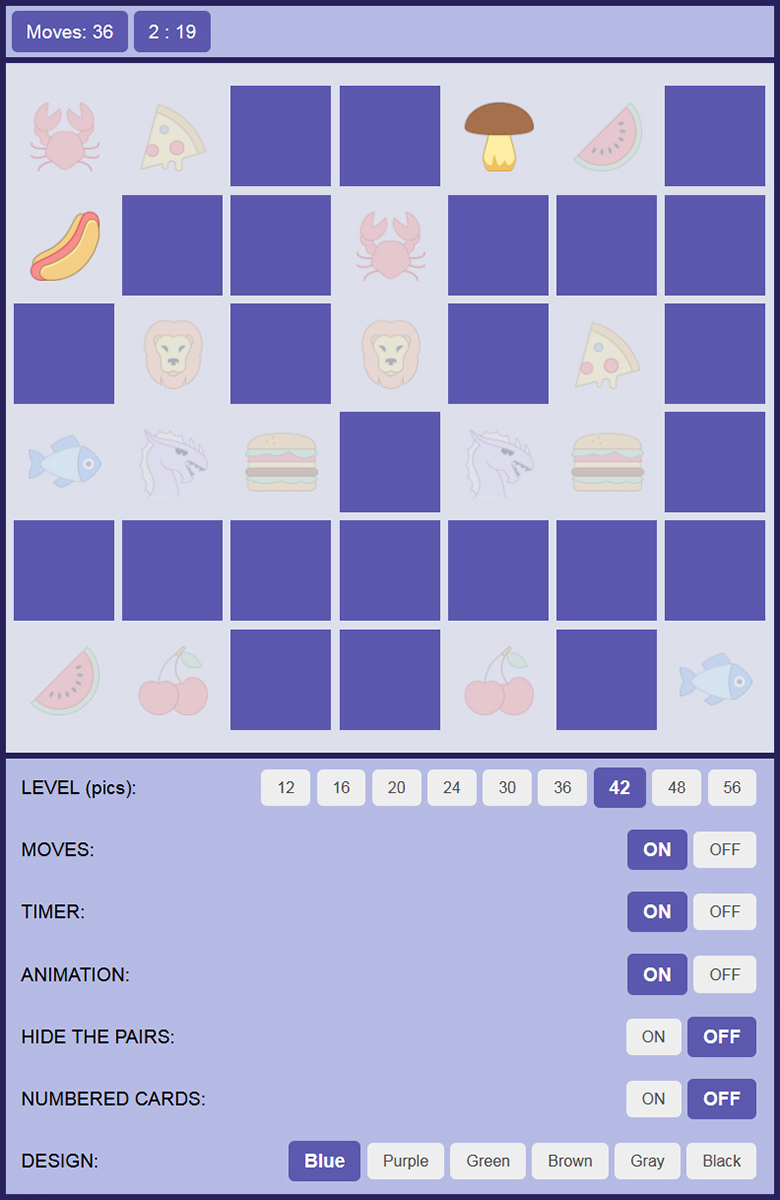 Moves: 36 2 : 19
LEVEL (pics): 12 16 20 24 30 36 42 48 56
MOVES: ON OFF
TIMER: ON OFF
ANIMATION: ON OFF
HIDE THE PAIRS: ON OFF
NUMBERED CARDS: ON OFF
DESIGN: Blue Purple Green Brown Gray Black